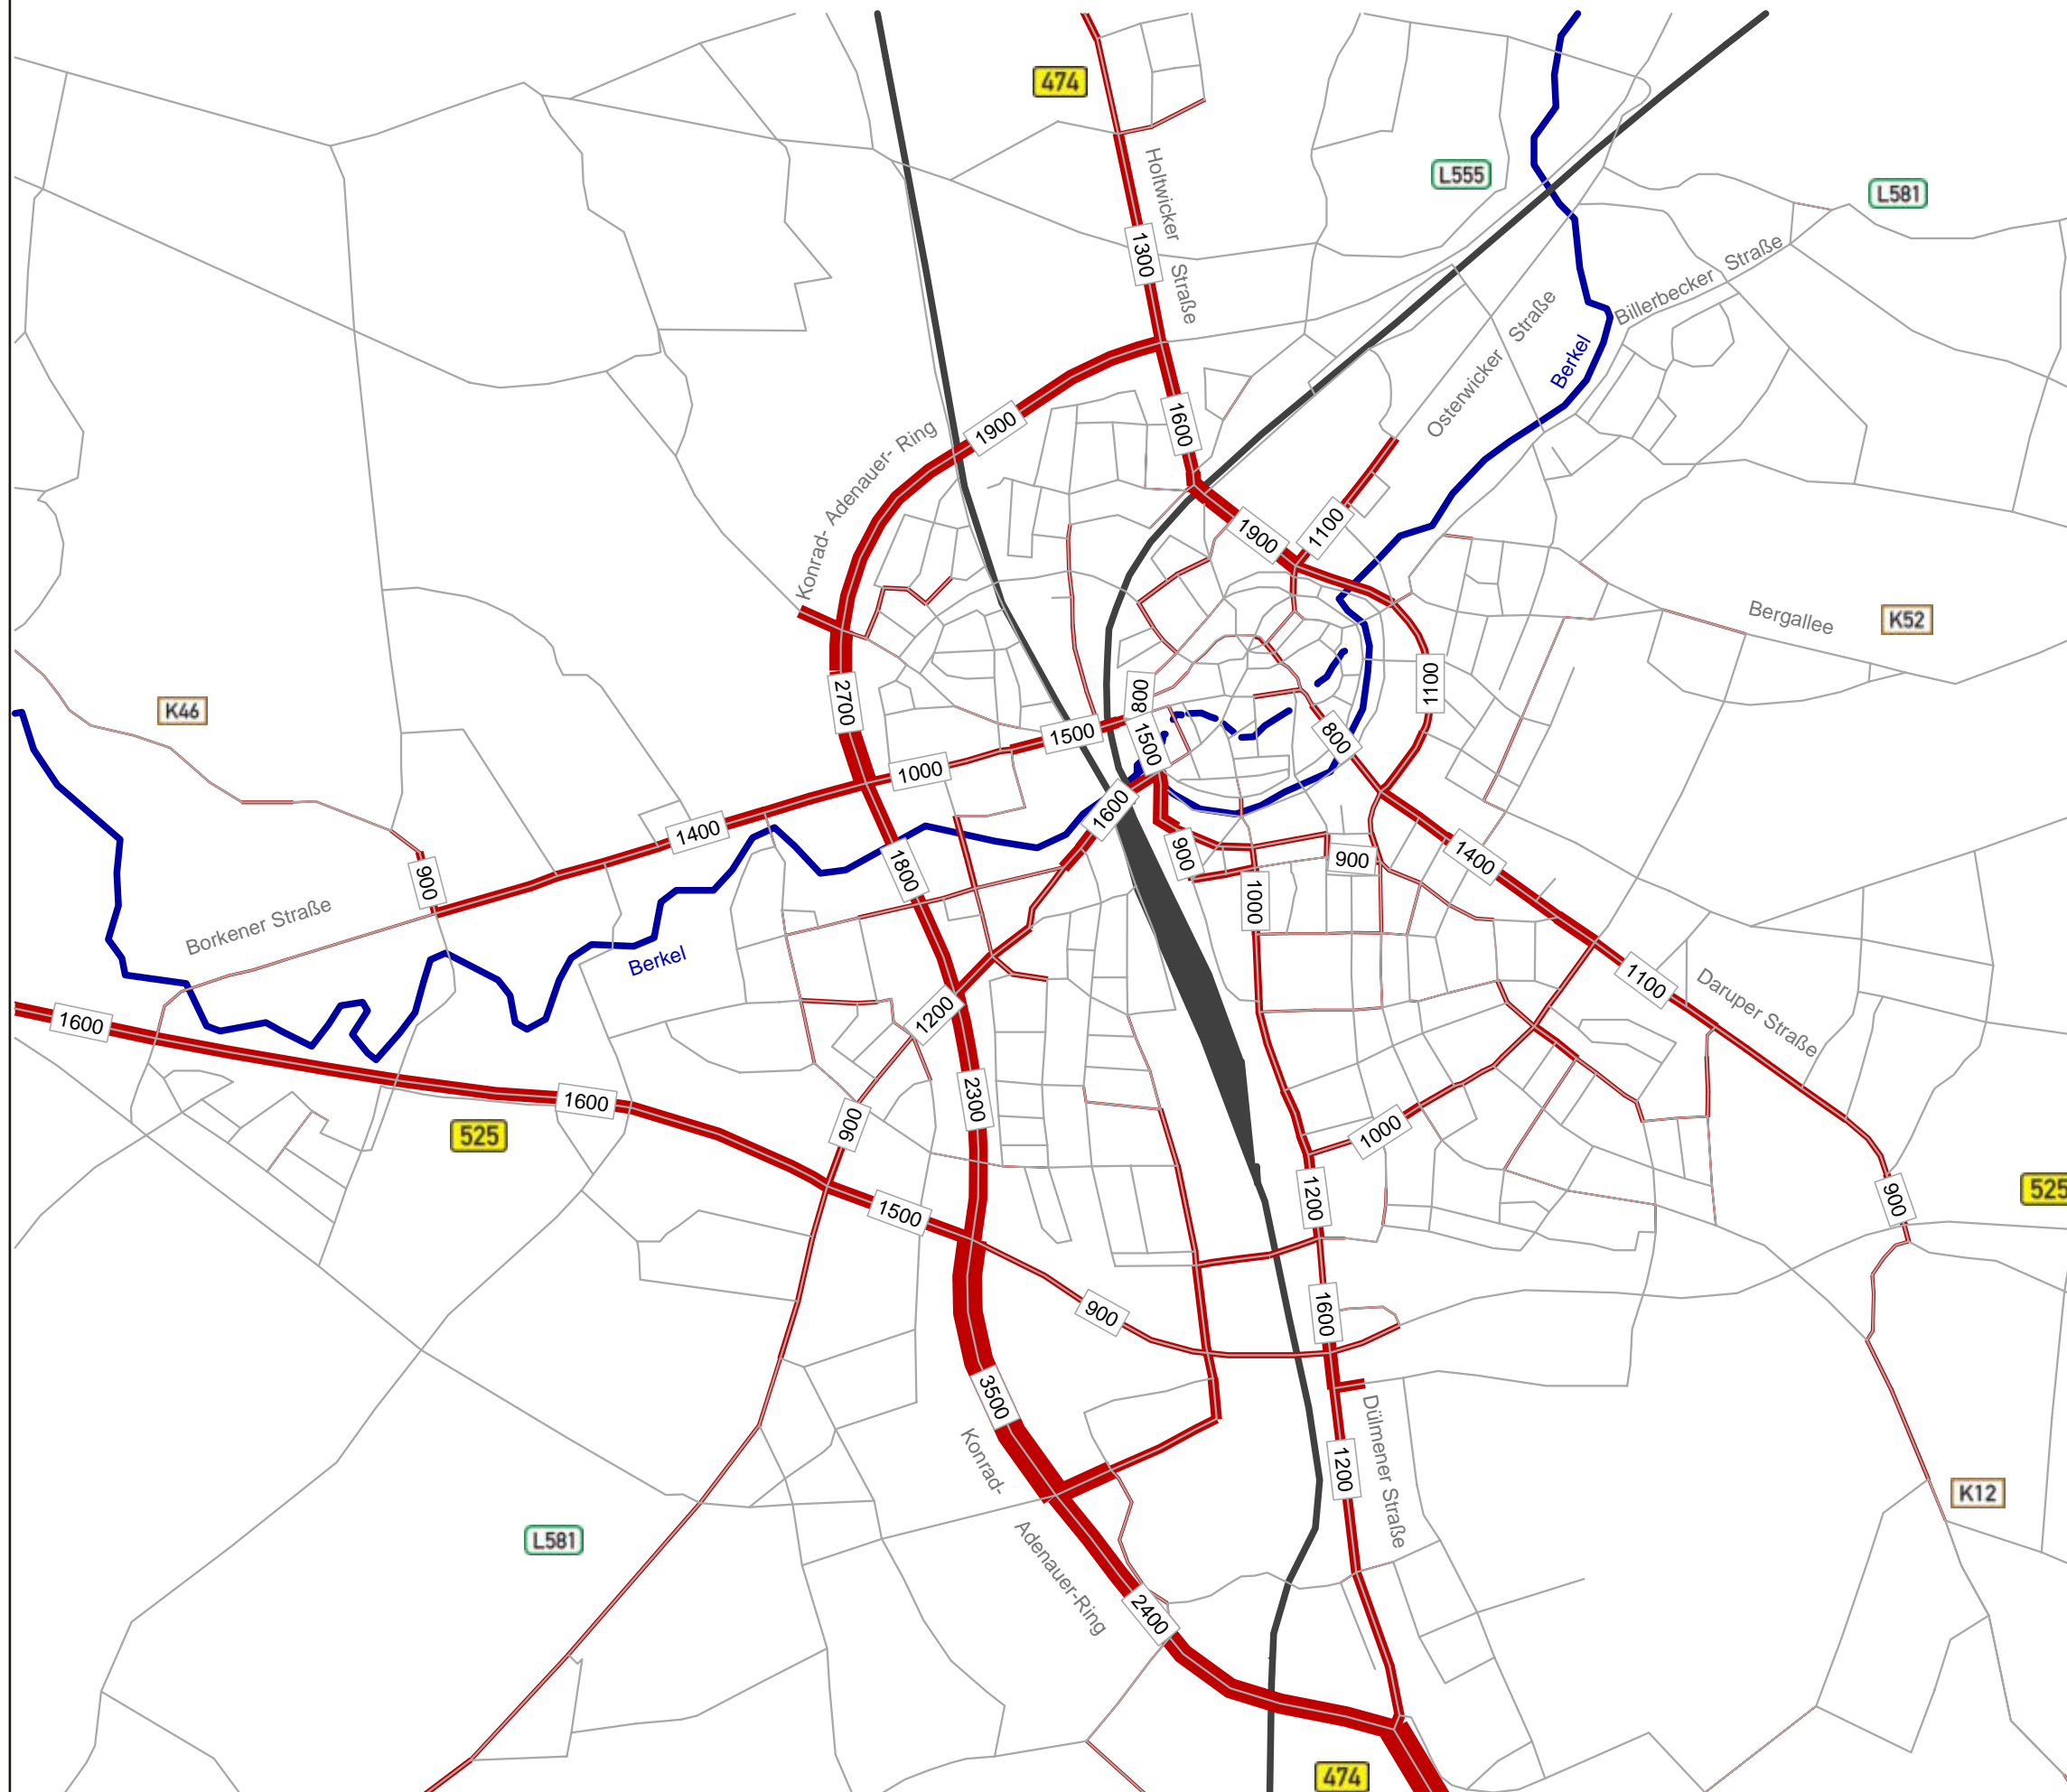 474
L555
L581
Holtwicker Straße
1300
Billerbecker Straße
Osterwicker Straße
Berkel
1600
1900
Konrad- Adenauer- Ring
1900
1100
Bergallee
K52
1100
K46
2700
800
1500
1500
800
1000
1600
1400
900
900
1400
1800
900
1000
Borkener Straße
Berkel
1100
Daruper Straße
1600
1200
1600
2300
525
900
1000
1200
900
525
1500
900
1600
3500
Konrad-
Adenauer-Ring
1200
Dülmener Straße
K12
L581
2400
474